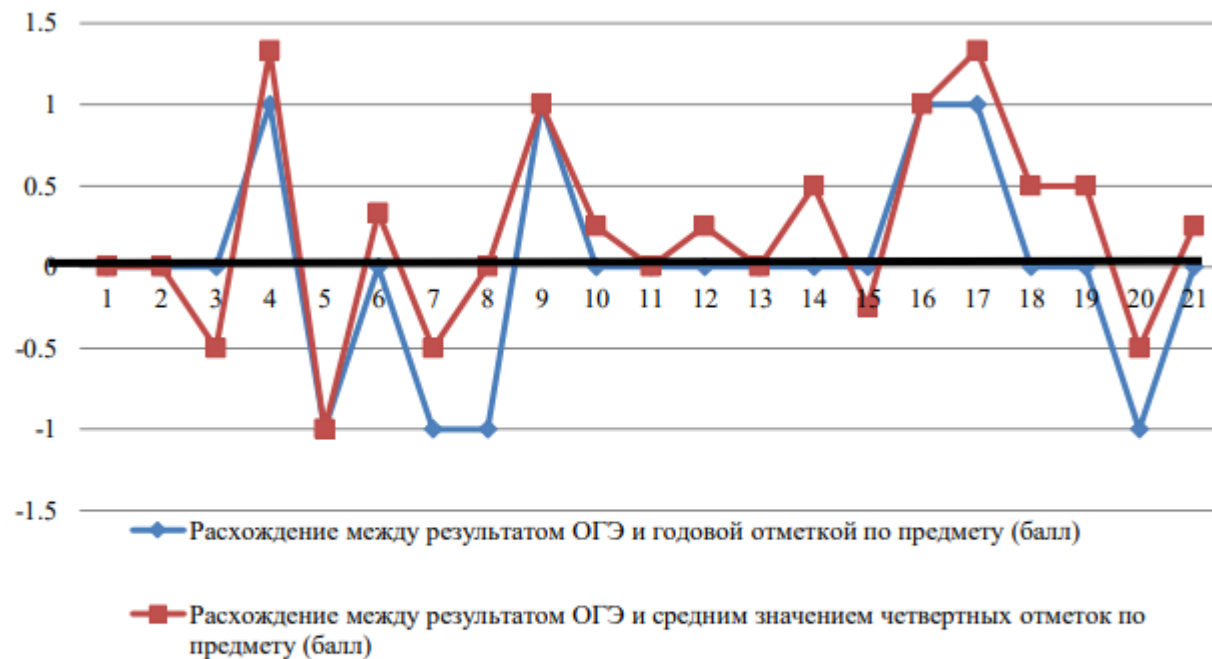 1.5
1
0.5
0
-0.5
-1
-1.5
1 2 3 4 5 6 7 8 9 10 11 12 13 14 15 16 17 18 19 20 21
Расхождение между результатом ОГЭ и годовой отметкой по предмету (балл)
Расхождение между результатом ОГЭ и средним значением четвертных отметок по
предмету (балл)